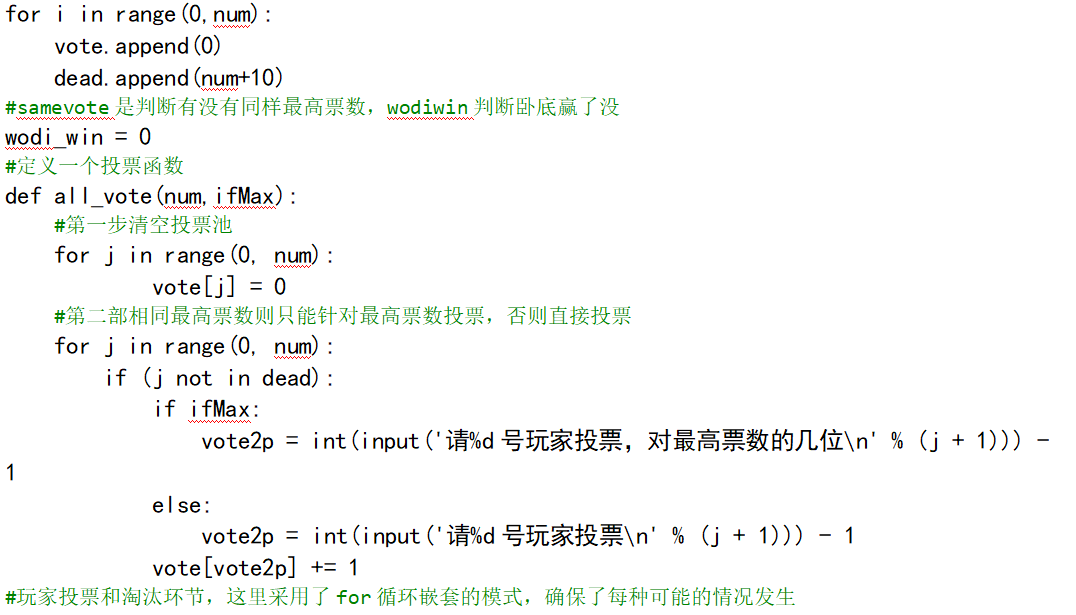 for i in range(0,num):
    vote.append(0)
    dead.append(num+10)
#samevote 是判断有没有同样最高票数，wodiwin 判断卧底赢了没
wodi_win = 0
#定义一个投票函数
def all_vote(num,ifMax):
    #第一步清空投票池
    for j in range(0, num):
            vote[j] = 0
    #第二部相同最高票数则只能针对最高票数投票，否则直接投票
    for j in range(0, num):
        if (j not in dead):
            if ifMax:
                vote2p = int(input('请%d 号玩家投票，对最高票数的几位\n' % (j + 1))) -
1
            else:
                vote2p = int(input('请%d 号玩家投票\n' % (j + 1))) - 1
            vote[vote2p] += 1
#玩家投票和淘汰环节，这里采用了 for 循环嵌套的模式，确保了每种可能的情况发生